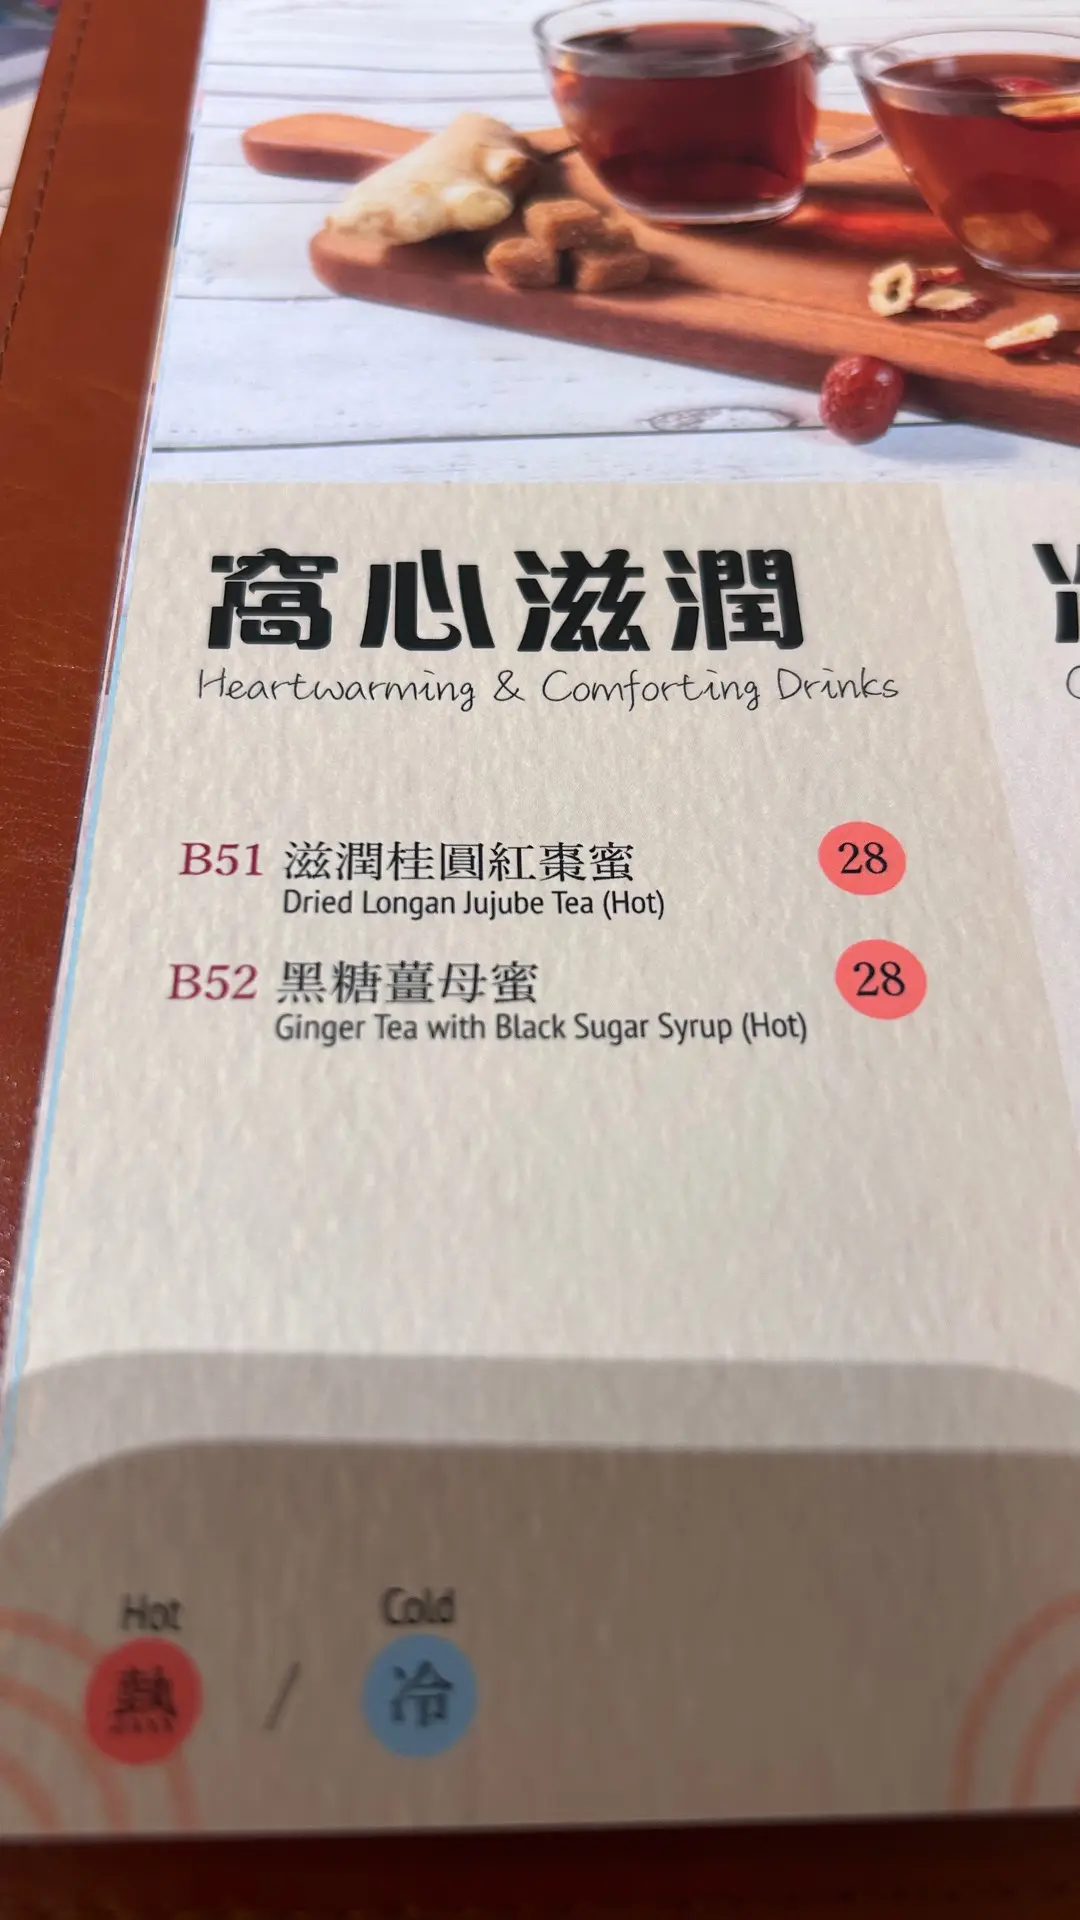 窩心滋潤
Heartwarming & Comforting Drinks
B51 滋潤桂圓紅棗蜜 28
Dried Longan Jujube Tea (Hot)
B52 黑糖薑母蜜 28
Ginger Tea with Black Sugar Syrup (Hot)
Hot Cold
熱 / 冷